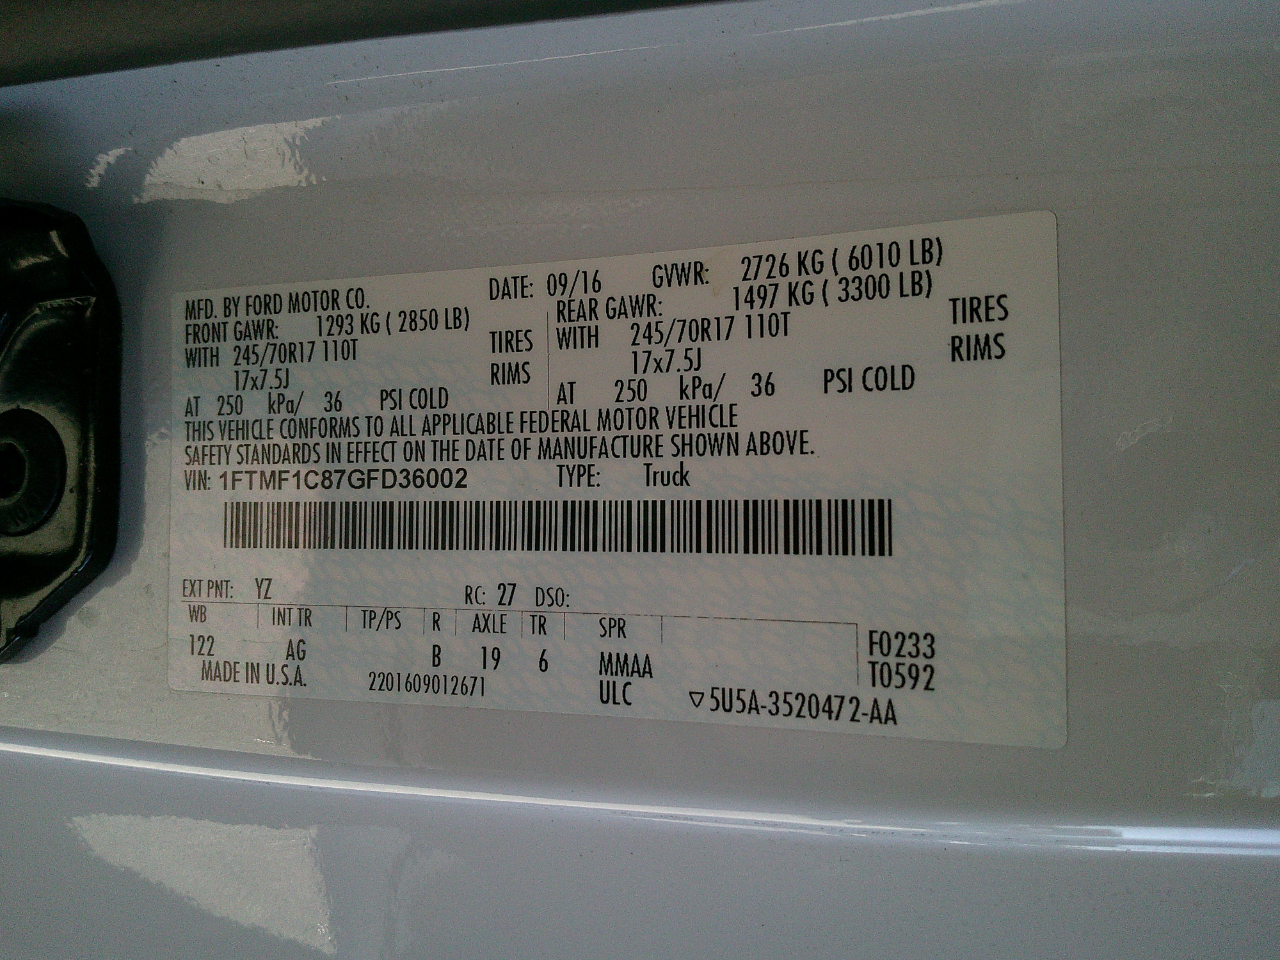 MFD. BY FORD MOTOR CO. DATE: 09/16 GVWR: 2726 KG ( 6010 LB)
FRONT GAWR: 1293 KG ( 2850 LB) REAR GAWR: 1497 KG ( 3300 LB)
WITH 245/70R17 110T TIRES WITH 245/70R17 110T TIRES
17x7.5J RIMS 17x7.5J RIMS
AT 250 kPa/ 36 PSI COLD AT 250 kPa/ 36 PSI COLD
THIS VEHICLE CONFORMS TO ALL APPLICABLE FEDERAL MOTOR VEHICLE
SAFETY STANDARDS IN EFFECT ON THE DATE OF MANUFACTURE SHOWN ABOVE.
VIN: 1FTMF1C87GFD36002 TYPE: Truck
EXT PNT: YZ RC: 27 DSO:
WB INT TR TP/PS R AXLE TR SPR
122 AG B 19 6 MMAA F0233
T0592
MADE IN U.S.A. 2201609012671 ULC ▽5U5A-3520472-AA